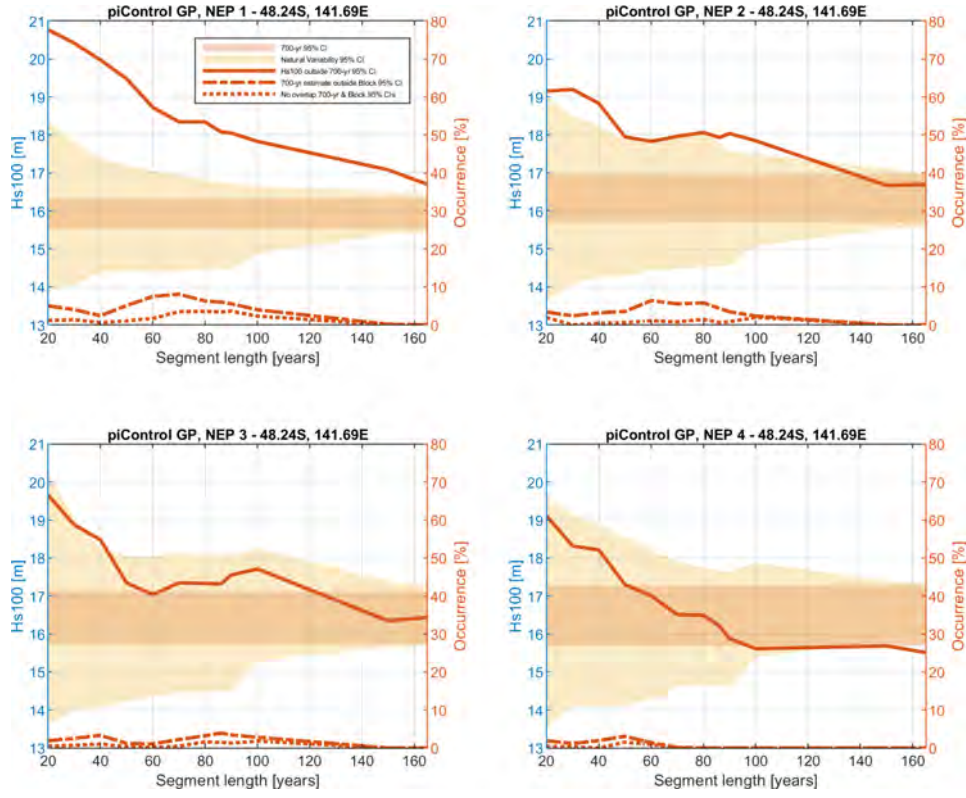 piControl GP, NEP 1 - 48.24S, 141.69E
21 20 19 18 17 16 15 14 13
Hs100 [m]
700-yr 95% CI
Natural Variability 95% CI
Hs100 outside 700-yr 95% CI
700-yr estimate outside Block 95% CI
No overlap 700-yr & Block 95% CIs
80 70 60 50 40 30 20 10 0
Occurrence [%]
20 40 60 80 100 120 140 160
Segment length [years]
piControl GP, NEP 2 - 48.24S, 141.69E
21 20 19 18 17 16 15 14 13
Hs100 [m]
80 70 60 50 40 30 20 10 0
Occurrence [%]
20 40 60 80 100 120 140 160
Segment length [years]
piControl GP, NEP 3 - 48.24S, 141.69E
21 20 19 18 17 16 15 14 13
Hs100 [m]
80 70 60 50 40 30 20 10 0
Occurrence [%]
20 40 60 80 100 120 140 160
Segment length [years]
piControl GP, NEP 4 - 48.24S, 141.69E
21 20 19 18 17 16 15 14 13
Hs100 [m]
80 70 60 50 40 30 20 10 0
Occurrence [%]
20 40 60 80 100 120 140 160
Segment length [years]